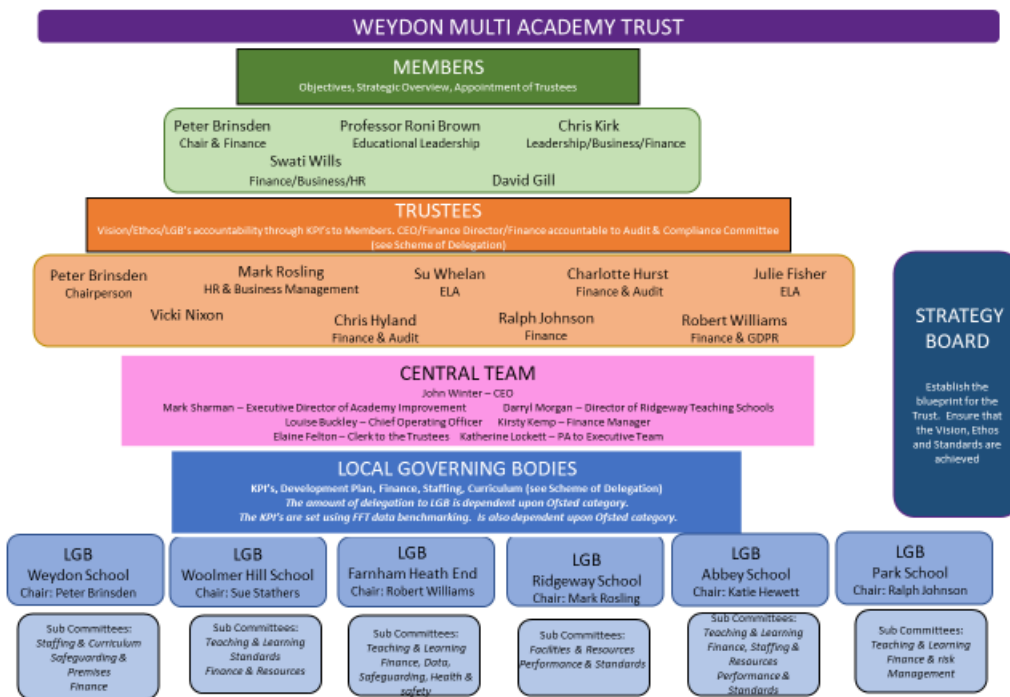 WEYDON MULTI ACADEMY TRUST
MEMBERS
Objectives, Strategic Overview, Appointment of Trustees
Peter Brinsden
Chair & Finance
Professor Roni Brown
Educational Leadership
Chris Kirk
Leadership/Business/Finance
Swati Wills
Finance/Business/HR
David Gill
TRUSTEES
Vision/Ethos/LGB's accountability through KPI's to Members. CEO/Finance Director/Finance accountable to Audit & Compliance Committee
(see Scheme of Delegation)
Peter Brinsden
Chairperson
Mark Rosling
HR & Business Management
Su Whelan
ELA
Charlotte Hurst
Finance & Audit
Julie Fisher
ELA
Vicki Nixon
Chris Hyland
Finance & Audit
Ralph Johnson
Finance
Robert Williams
Finance & GDPR
STRATEGY
BOARD
Establish the
blueprint for the
Trust. Ensure that
the Vision, Ethos
and Standards are
achieved
CENTRAL TEAM
John Winter – CEO
Mark Sharman – Executive Director of Academy Improvement Darryl Morgan – Director of Ridgeway Teaching Schools
Louise Buckley – Chief Operating Officer Kirsty Kemp – Finance Manager
Elaine Felton – Clerk to the Trustees Katherine Lockett – PA to Executive Team
LOCAL GOVERNING BODIES
KPI's, Development Plan, Finance, Staffing, Curriculum (see Scheme of Delegation)
The amount of delegation to LGB is dependent upon Ofsted category.
The KPI's are set using FFT data benchmarking. Is also dependent upon Ofsted category.
LGB
Weydon School
Chair: Peter Brinsden
LGB
Woolmer Hill School
Chair: Sue Stathers
LGB
Farnham Heath End
Chair: Robert Williams
LGB
Ridgeway School
Chair: Mark Rosling
LGB
Abbey School
Chair: Katie Hewett
LGB
Park School
Chair: Ralph Johnson
Sub Committees:
Staffing & Curriculum
Safeguarding &
Premises
Finance
Sub Committees:
Teaching & Learning
Standards
Finance & Resources
Sub Committees:
Teaching & Learning
Finance, Data,
Safeguarding, Health &
safety
Sub Committees:
Facilities & Resources
Performance & Standards
Sub Committees:
Teaching & Learning
Finance, Staffing &
Resources
Performance &
Standards
Sub Committees:
Teaching & Learning
Finance & risk
Management